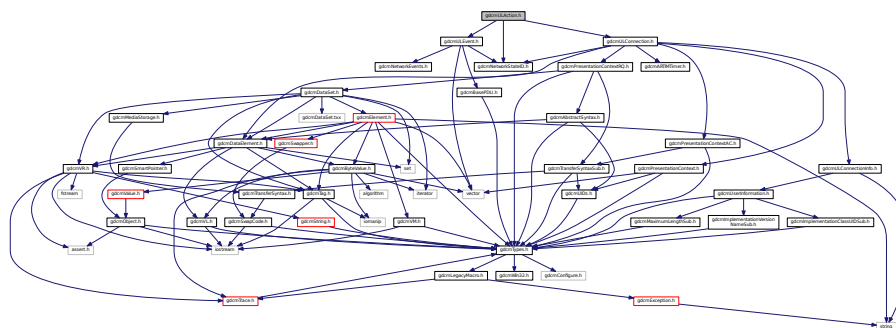 gdcmULAction.h
gdcmULEvent.h
gdcmULConnection.h
gdcmNetworkEvents.h
gdcmNetworkStateID.h
gdcmPresentationContextRQ.h
gdcmARTIMTimer.h
gdcmDataSet.h
gdcmBasePDU.h
gdcmMediaStorage.h
gdcmDataSet.txx
gdcmElement.h
gdcmAbstractSyntax.h
gdcmDataElement.h
gdcmSwapper.h
gdcmPresentationContextAC.h
gdcmVR.h
gdcmSmartPointer.h
gdcmByteValue.h
set
gdcmTransferSyntaxSub.h
gdcmPresentationContext.h
gdcmULConnectionInfo.h
fstream
gdcmValue.h
gdcmTransferSyntax.h
gdcmTag.h
algorithm
iterator
vector
gdcmUIDs.h
gdcmUserInformation.h
gdcmObject.h
gdcmVL.h
gdcmSwapCode.h
gdcmString.h
iomanip
gdcmVM.h
gdcmMaximumLengthSub.h
gdcmImplementationVersion
NameSub.h
gdcmImplementationClassUIDSub.h
assert.h
iostream
gdcmTypes.h
gdcmLegacyMacro.h
gdcmWin32.h
gdcmConfigure.h
gdcmTrace.h
gdcmException.h
string